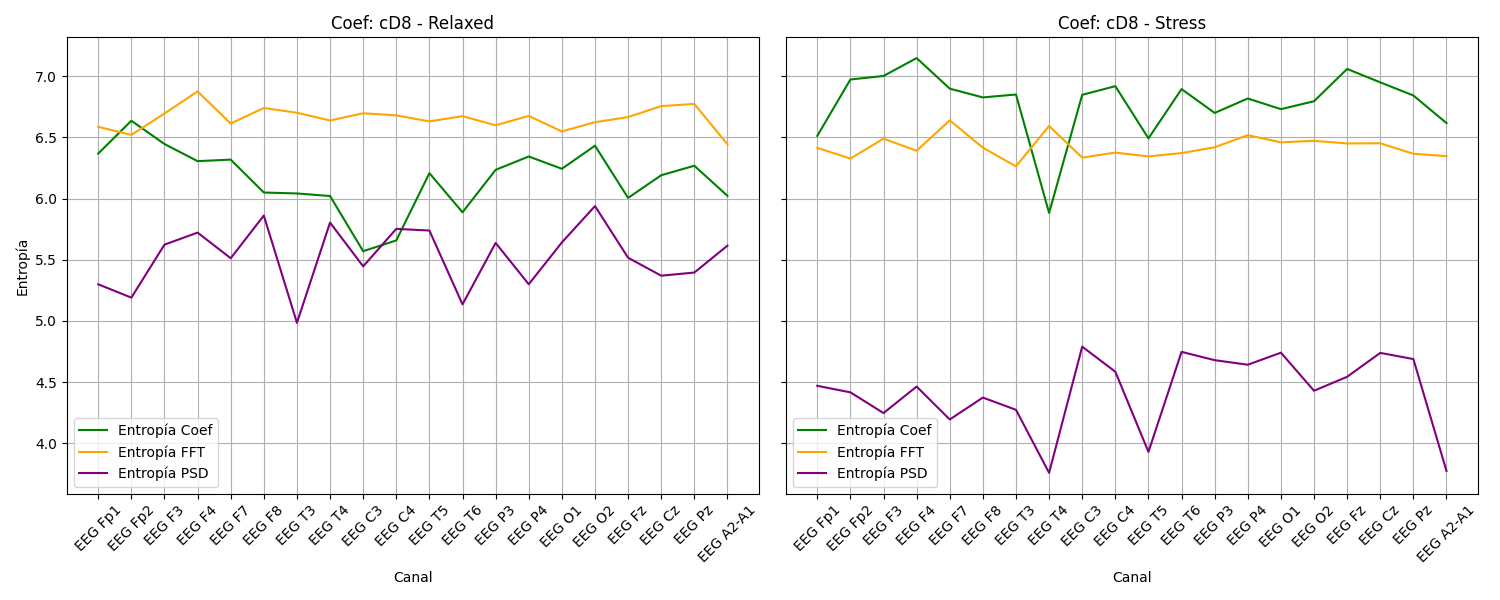 Coef: cD8 - Relaxed
Entropía
7.0
6.5
6.0
5.5
5.0
4.5
4.0
Entropía Coef
Entropía FFT
Entropía PSD
EEG Fp1
EEG Fp2
EEG F3
EEG F4
EEG F7
EEG F8
EEG T3
EEG T4
EEG C3
EEG C4
EEG T5
EEG T6
EEG P3
EEG P4
EEG O1
EEG O2
EEG Fz
EEG Cz
EEG Pz
EEG A2-A1
Canal
Coef: cD8 - Stress
Entropía Coef
Entropía FFT
Entropía PSD
EEG Fp1
EEG Fp2
EEG F3
EEG F4
EEG F7
EEG F8
EEG T3
EEG T4
EEG C3
EEG C4
EEG T5
EEG T6
EEG P3
EEG P4
EEG O1
EEG O2
EEG Fz
EEG Cz
EEG Pz
EEG A2-A1
Canal